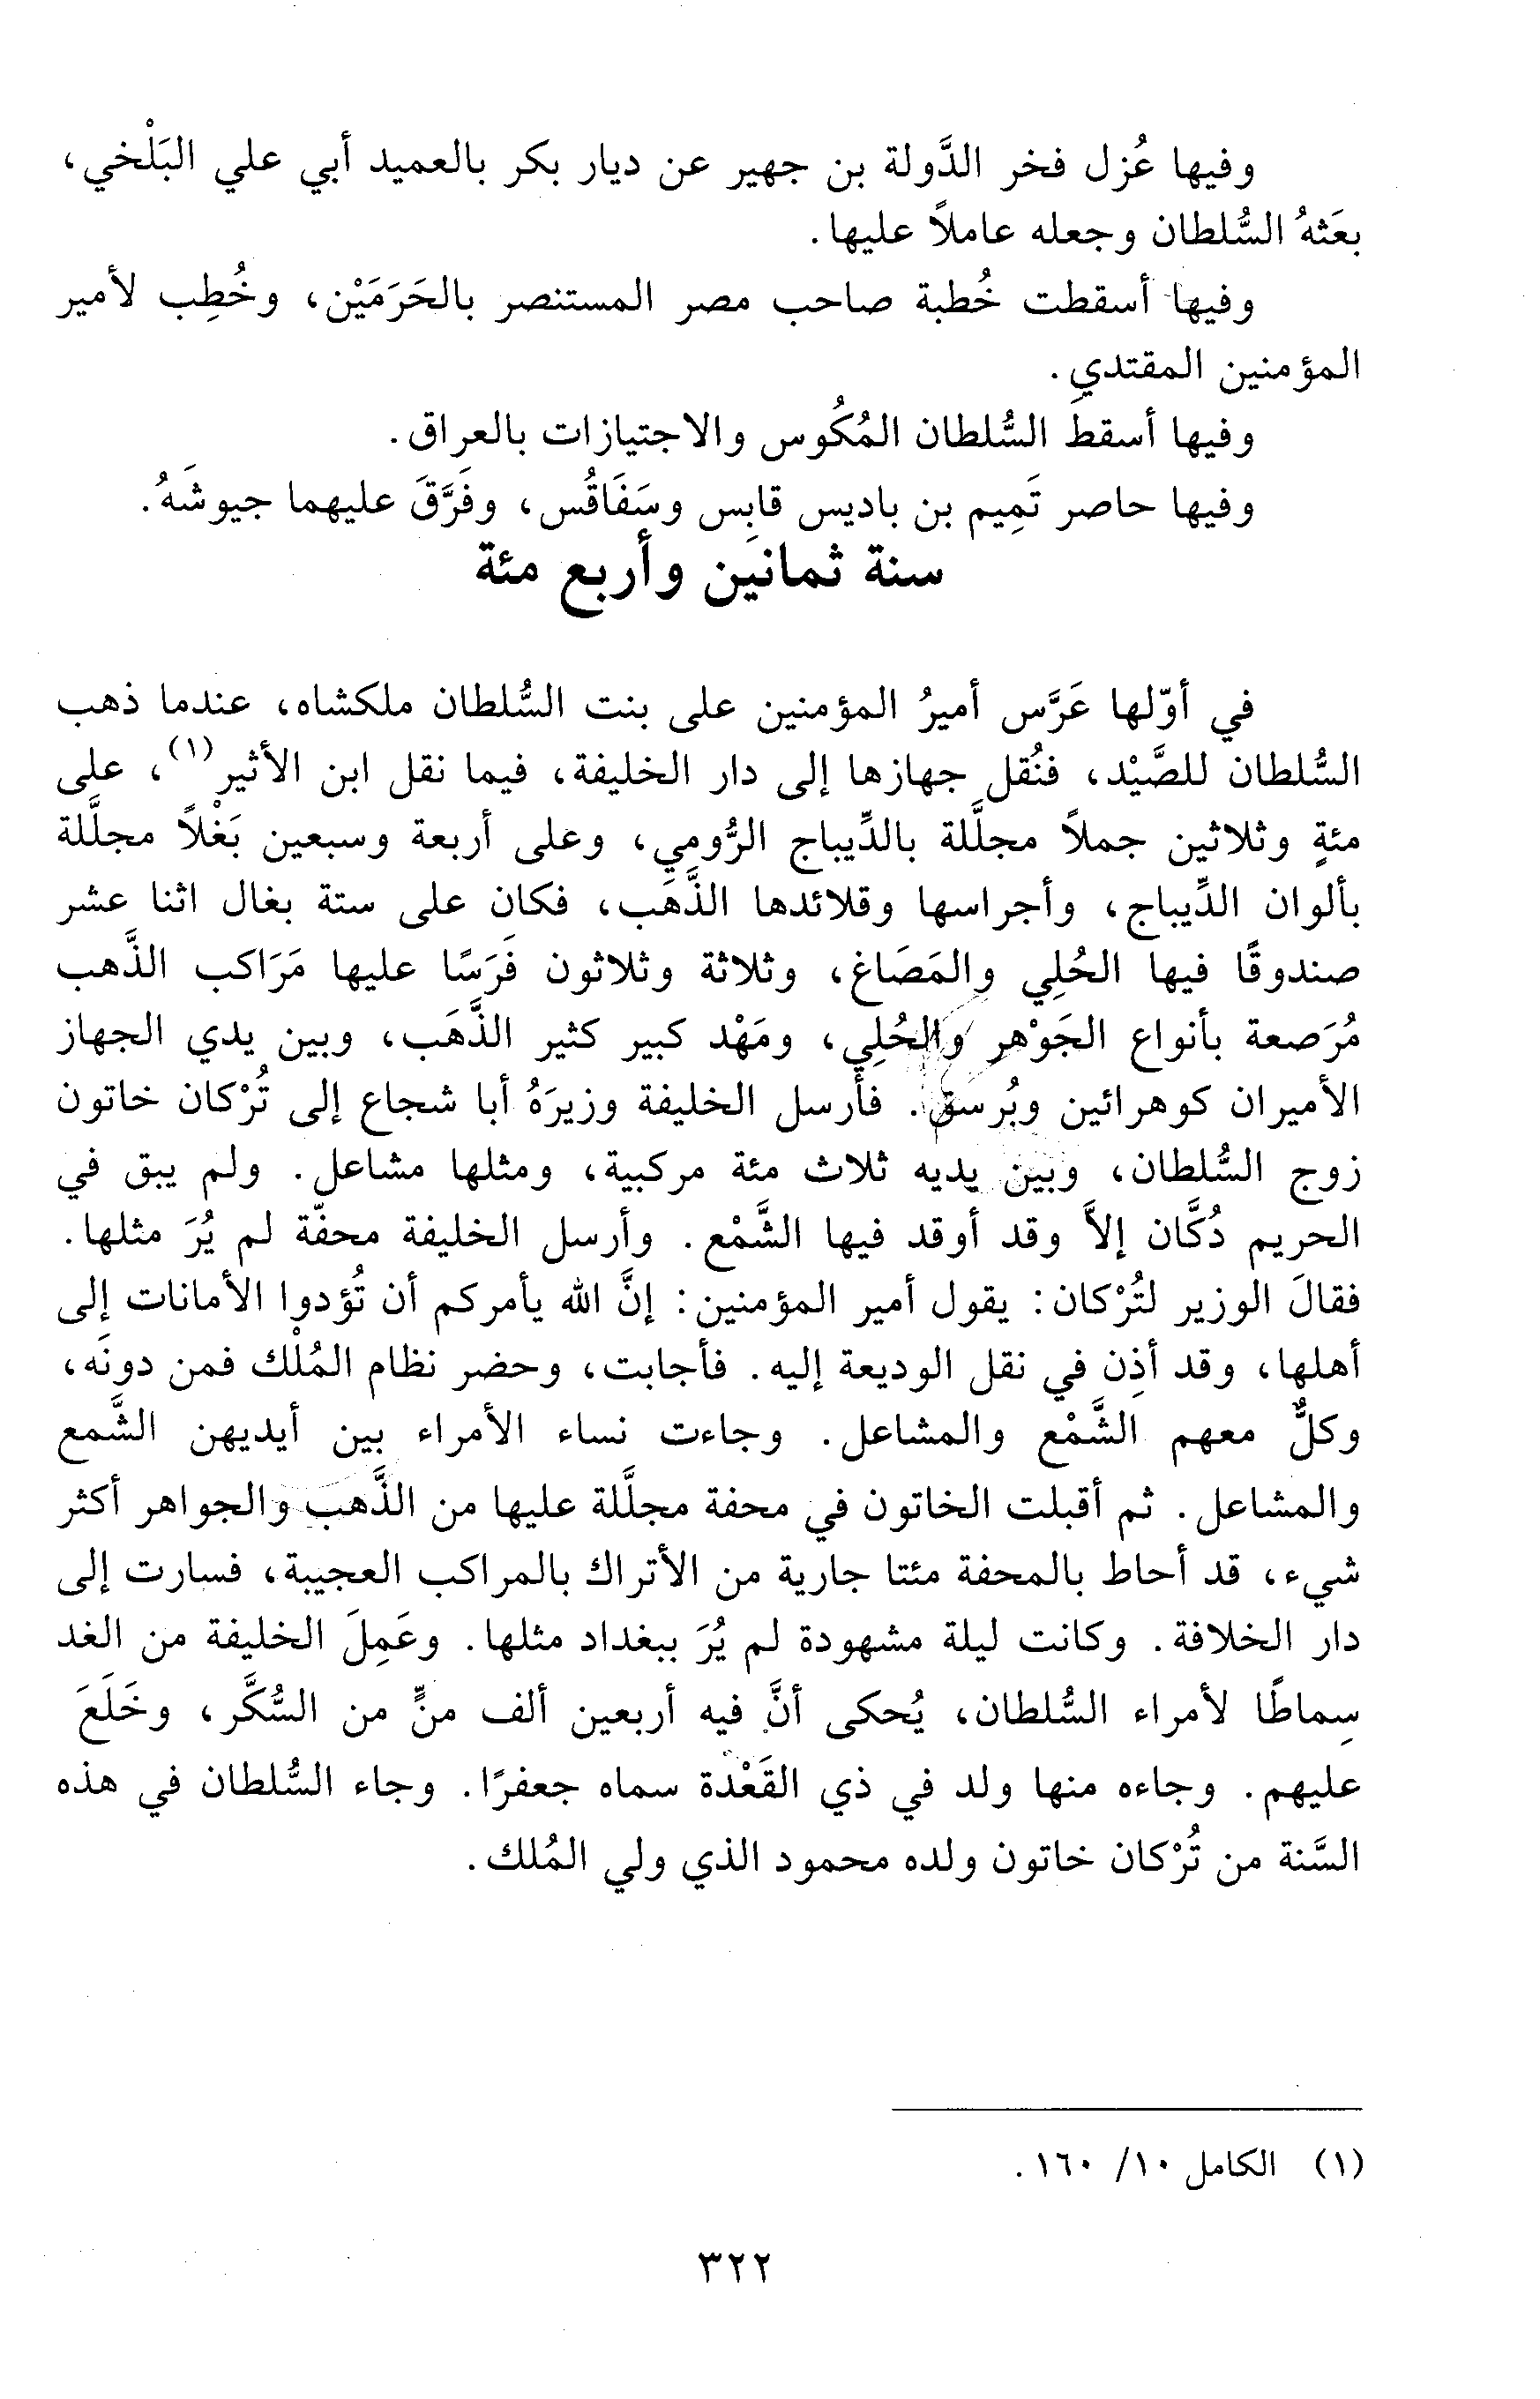 وفيها عُزل فخر الدَّولة بن جهير عن ديار بكر بالعميد أبي علي البَلْخي،
بعَثهُ السُّلطان وجعله عاملاً عليها.
وفيها أسقطت خُطبة صاحب مصر المستنصر بالحَرَمَيْن، وخُطِب لأمير
المؤمنين المقتدي.
وفيها أسقطَ السُّلطان المُكُوس والاجتيازات بالعراق.
وفيها حاصر تَمِيم بن باديس قابِس وسَفَاقُس، وفَرَّقَ عليهما جيوشَهُ.
سنة ثمانين وأربع مئة
في أوّلها عَرَّس أميرُ المؤمنين على بنت السُّلطان ملكشاه، عندما ذهب
السُّلطان للصَّيْد، فنُقل جهازها إلى دار الخليفة، فيما نقل ابن الأثير(١)، على
مئةٍ وثلاثين جملاً مجلَّلة بالدِّيباج الرُّومي، وعلى أربعة وسبعين بَغْلاً مجلَّلة
بألوان الدِّيباج، وأجراسها وقلائدها الذَّهَب، فكان على ستة بغال اثنا عشر
صندوقًا فيها الحُلِي والمَصَاغ، وثلاثة وثلاثون فَرَسًا عليها مَرَاكب الذَّهب
مُرَصعة بأنواع الجَوْهر والحُلِي، ومَهْد كبير كثير الذَّهَب، وبين يدي الجهاز
الأميران كوهرائين وبُرسق. فأرسل الخليفة وزيرَهُ أبا شجاع إلى تُرْكان خاتون
زوج السُّلطان، وبين يديه ثلاث مئة مركبية، ومثلها مشاعل. ولم يبق في
الحريم دُكَّان إلاَّ وقد أوقد فيها الشَّمْع. وأرسل الخليفة محفّة لم يُرَ مثلها.
فقالَ الوزير لتُرْكان: يقول أمير المؤمنين: إنَّ الله يأمركم أن تُؤدوا الأمانات إلى
أهلها، وقد أذِن في نقل الوديعة إليه. فأجابت، وحضر نظام المُلْك فمن دونَه،
وكلٌّ معهم الشَّمْع والمشاعل. وجاءت نساء الأمراء بين أيديهن الشَّمع
والمشاعل. ثم أقبلت الخاتون في محفة مجلَّلة عليها من الذَّهب والجواهر أكثر
شيء، قد أحاط بالمحفة مئتا جارية من الأتراك بالمراكب العجيبة، فسارت إلى
دار الخلافة. وكانت ليلة مشهودة لم يُرَ ببغداد مثلها. وعَمِلَ الخليفة من الغد
سِماطًا لأمراء السُّلطان، يُحكى أنَّ فيه أربعين ألف منٍّ من السُّكَّر، وخَلَعَ
عليهم. وجاءه منها ولد في ذي القَعْدة سماه جعفرًا. وجاء السُّلطان في هذه
السَّنة من تُرْكان خاتون ولده محمود الذي ولي المُلك.
(١) الكامل ١٠/ ١٦٠.
٣٢٢